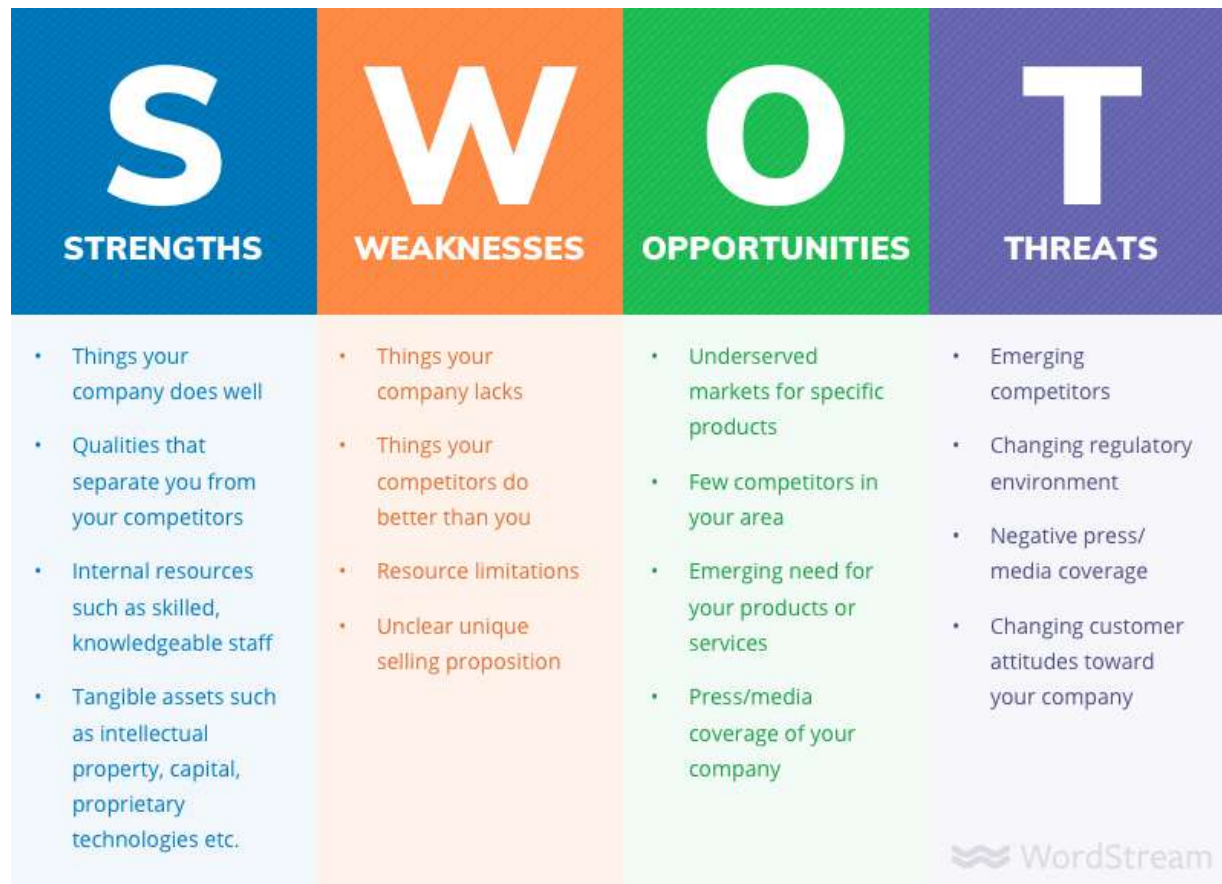 S
STRENGTHS
• Things your
company does well
• Qualities that
separate you from
your competitors
• Internal resources
such as skilled,
knowledgeable staff
• Tangible assets such
as intellectual
property, capital,
proprietary
technologies etc.
W
WEAKNESSES
• Things your
company lacks
• Things your
competitors do
better than you
• Resource limitations
• Unclear unique
selling proposition
O
OPPORTUNITIES
• Underserved
markets for specific
products
• Few competitors in
your area
• Emerging need for
your products or
services
• Press/media
coverage of your
company
T
THREATS
• Emerging
competitors
• Changing regulatory
environment
• Negative press/
media coverage
• Changing customer
attitudes toward
your company
WordStream